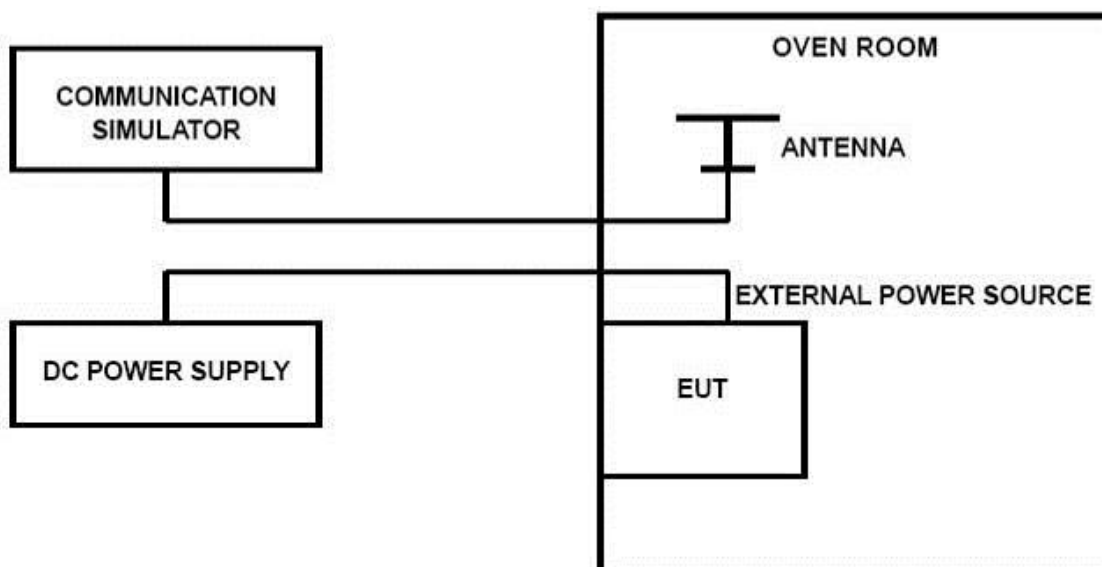 OVEN ROOM
COMMUNICATION
SIMULATOR
ANTENNA
EXTERNAL POWER SOURCE
DC POWER SUPPLY
EUT